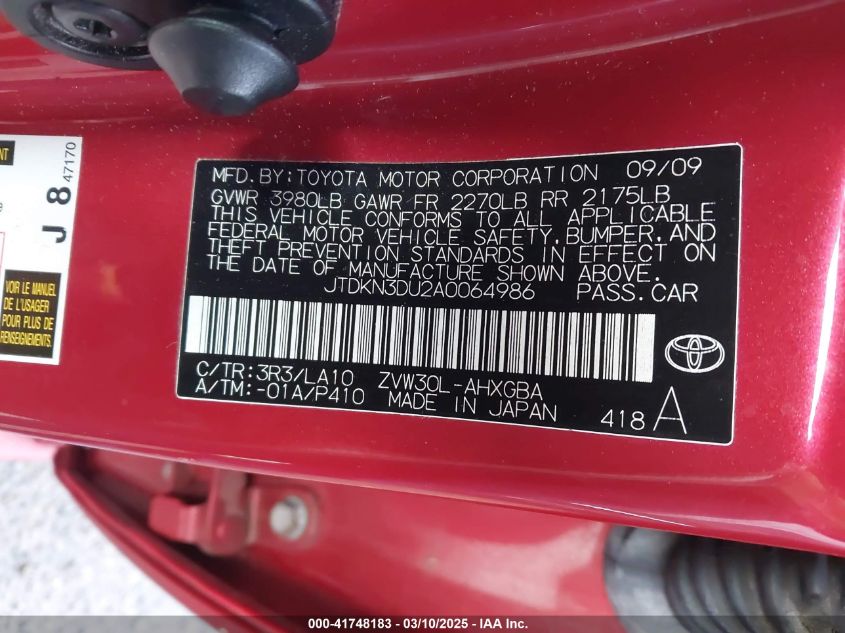 NT
J 8 47170
VOIR LE MANUEL
DE L'USAGER
POUR PLUS DE
RENSEIGNEMENTS.
MFD.BY:TOYOTA MOTOR CORPORATION 09/09
GVWR 3980LB GAWR FR 2270LB RR 2175LB
THIS VEHICLE CONFORMS TO ALL APPLICABLE
FEDERAL MOTOR VEHICLE SAFETY,BUMPER,AND
THEFT PREVENTION STANDARDS IN EFFECT ON
THE DATE OF MANUFACTURE SHOWN ABOVE.
JTDKN3DU2A0064986 PASS.CAR
C/TR:3R3/LA10 ZVW30L-AHXGBA
A/TM:-01A/P410 MADE IN JAPAN 418 A
000-41748183 - 03/10/2025 - IAA Inc.